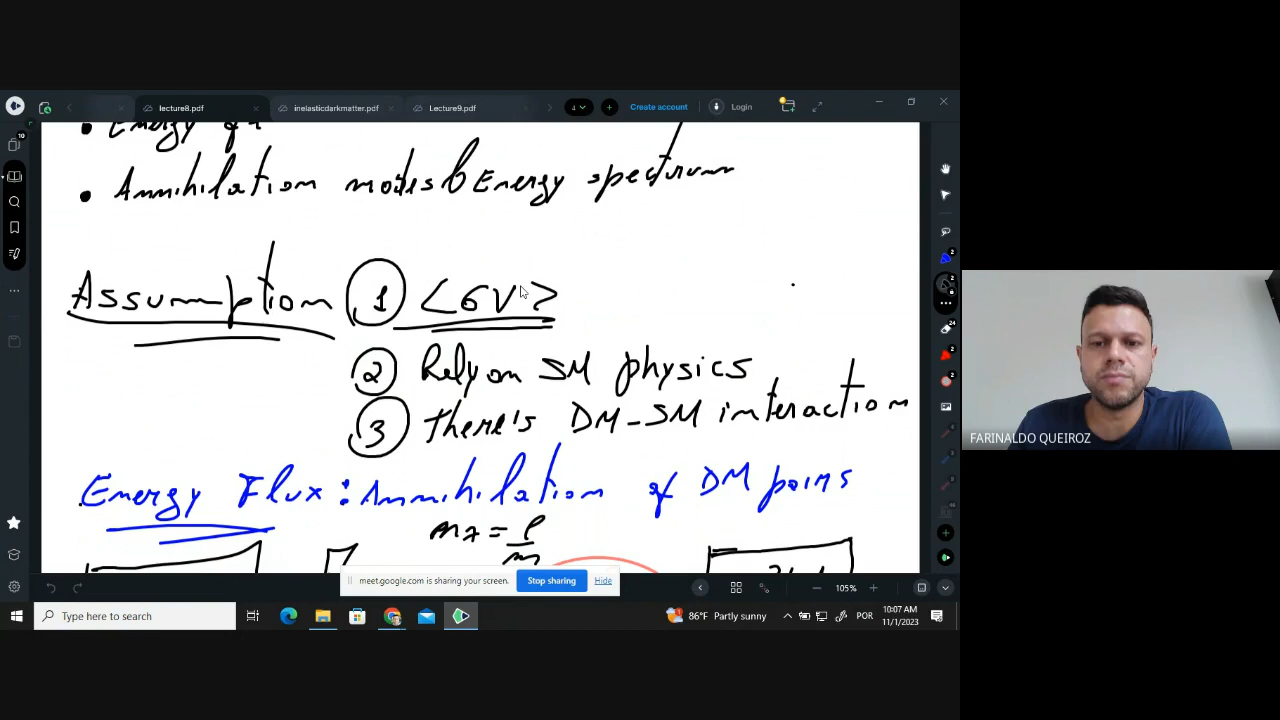 lecture8.pdf
inelasticdarkmatter.pdf
Lecture9.pdf
4
Create account
Login
• Energy of
• Annihilation modes & Energy spectrum
Assumption ① <σV>
② Rely on SM physics
③ There's DM-SM interaction
Energy Flux: Annihilation of DM pairs
=
meet.google.com is sharing your screen.
Stop sharing
Hide
105%
Type here to search
86°F Partly sunny
POR
10:07 AM
11/1/2023
FARINALDO QUEIROZ